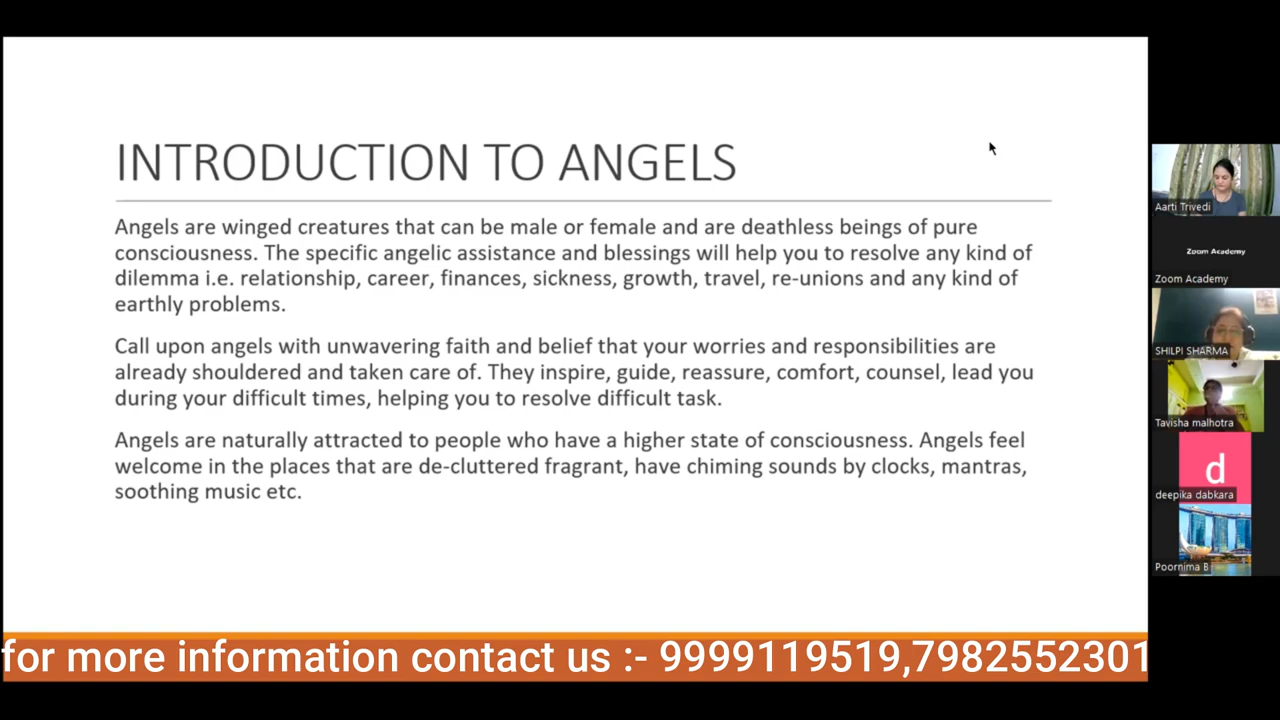 INTRODUCTION TO ANGELS
Angels are winged creatures that can be male or female and are deathless beings of pure
consciousness. The specific angelic assistance and blessings will help you to resolve any kind of
dilemma i.e. relationship, career, finances, sickness, growth, travel, re-unions and any kind of
earthly problems.
Call upon angels with unwavering faith and belief that your worries and responsibilities are
already shouldered and taken care of. They inspire, guide, reassure, comfort, counsel, lead you
during your difficult times, helping you to resolve difficult task.
Angels are naturally attracted to people who have a higher state of consciousness. Angels feel
welcome in the places that are de-cluttered fragrant, have chiming sounds by clocks, mantras,
soothing music etc.
for more information contact us :- 9999119519,7982552301
Aarti Trivedi
Zoom Academy
Zoom Academy
SHILPI SHARMA
Tavisha malhotra
d
deepika dabkara
Poornima B